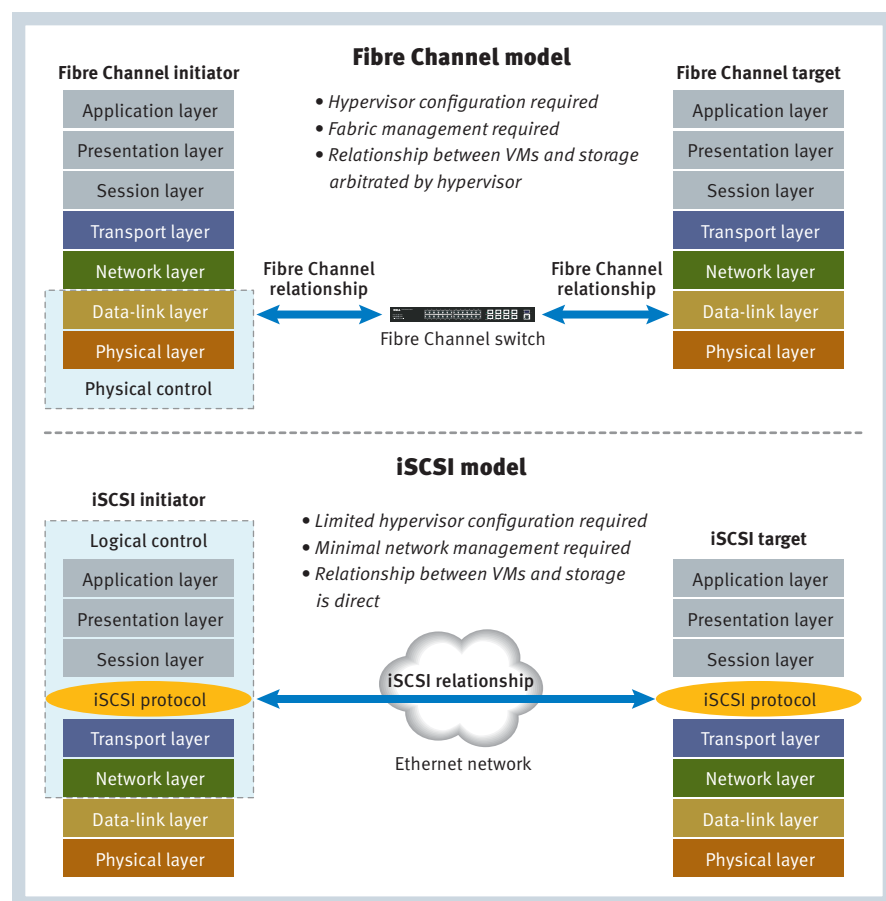 Fibre Channel model
Fibre Channel initiator
Application layer
Presentation layer
Session layer
Transport layer
Network layer
Data-link layer
Physical layer
Physical control
• Hypervisor configuration required
• Fabric management required
• Relationship between VMs and storage
arbitrated by hypervisor
Fibre Channel
relationship
Fibre Channel switch
Fibre Channel
relationship
Fibre Channel target
Application layer
Presentation layer
Session layer
Transport layer
Network layer
Data-link layer
Physical layer
iSCSI model
iSCSI initiator
Logical control
Application layer
Presentation layer
Session layer
iSCSI protocol
Transport layer
Network layer
Data-link layer
Physical layer
• Limited hypervisor configuration required
• Minimal network management required
• Relationship between VMs and storage
is direct
iSCSI relationship
Ethernet network
iSCSI target
Application layer
Presentation layer
Session layer
iSCSI protocol
Transport layer
Network layer
Data-link layer
Physical layer